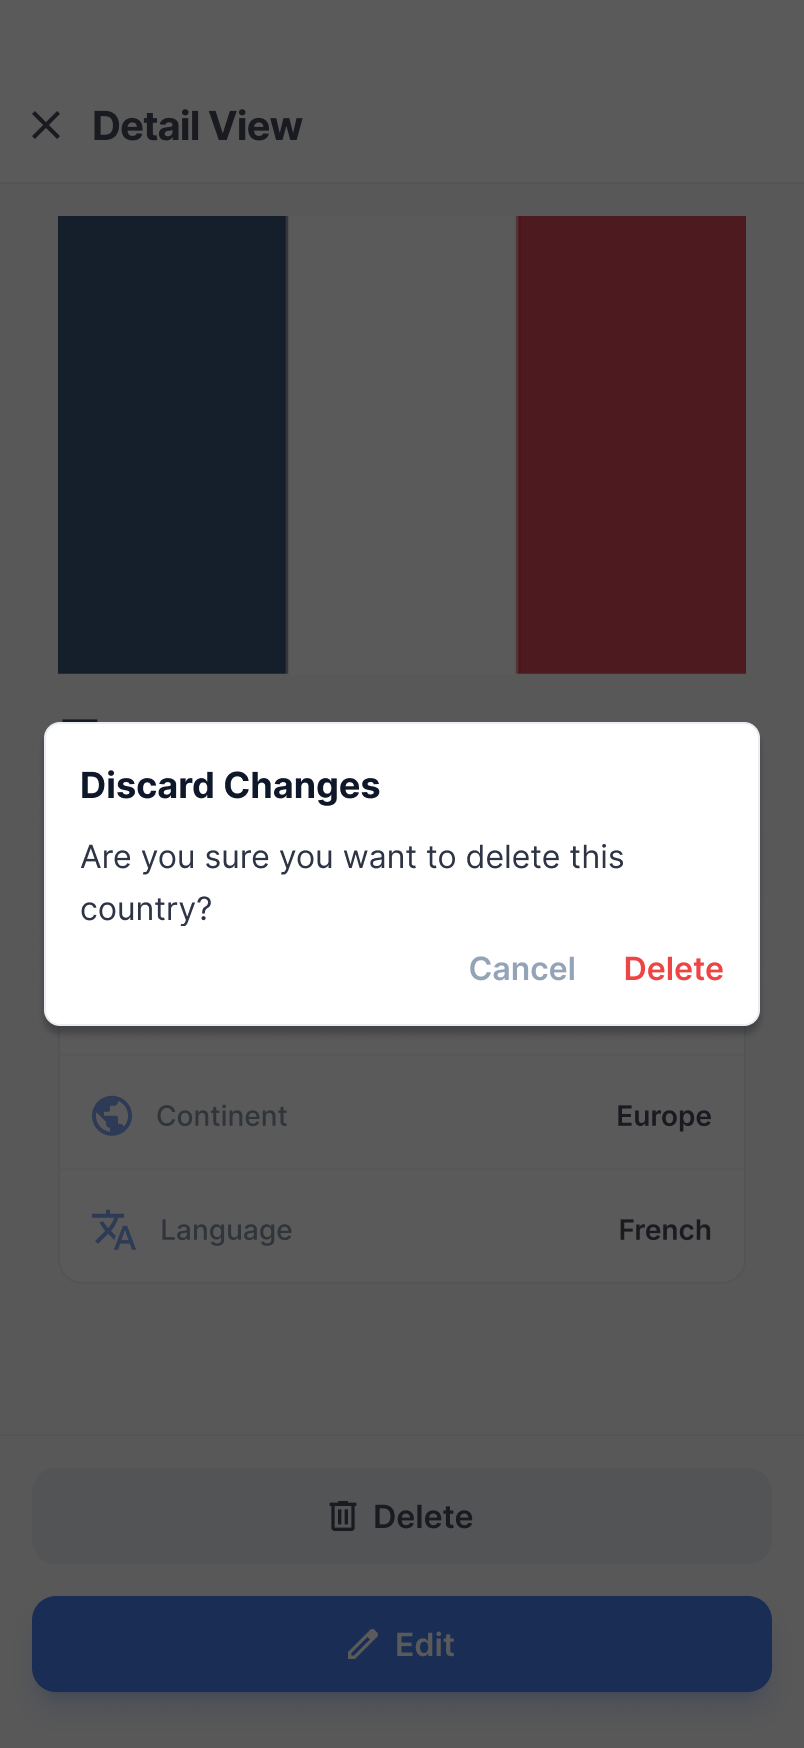 Detail View
Discard Changes
Are you sure you want to delete this
country?
Cancel Delete
Continent Europe
Language French
Delete
Edit